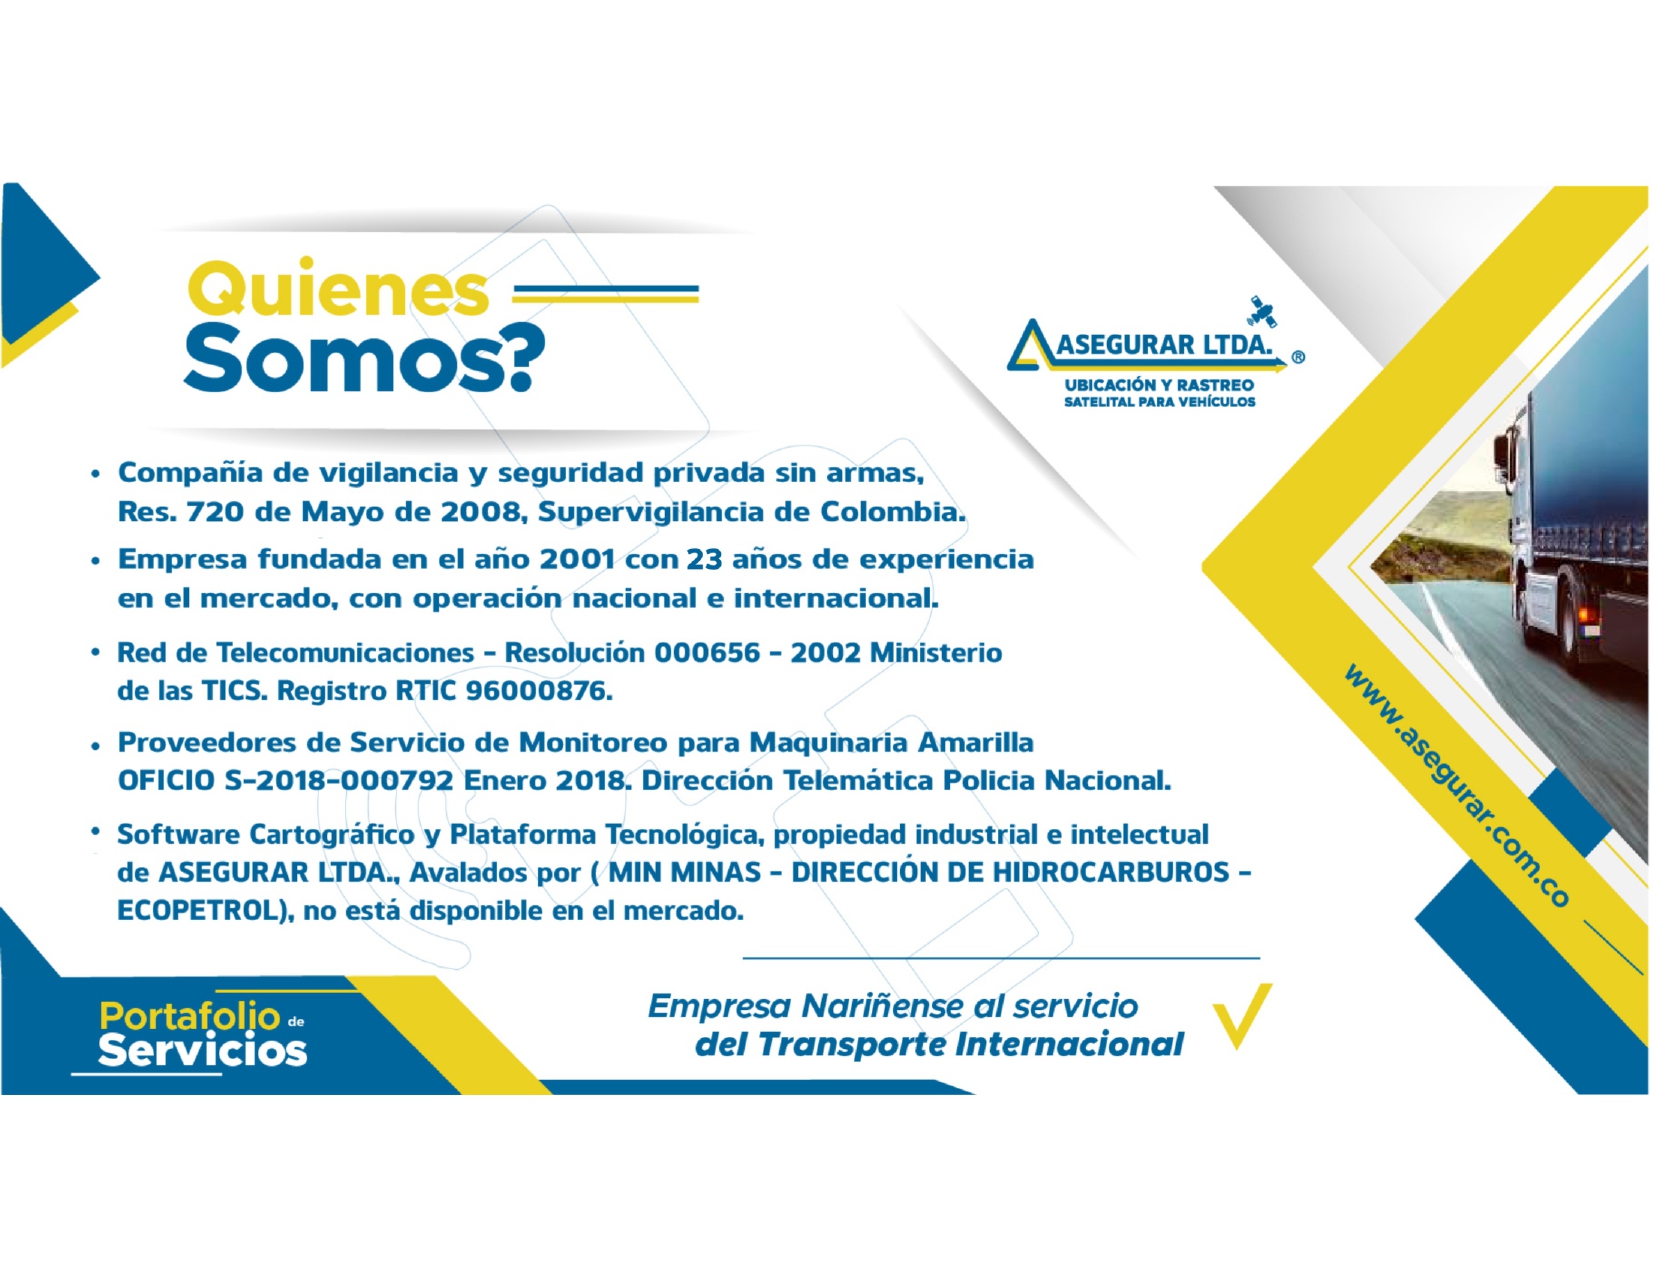 Quienes
Somos?
ASEGURAR LTDA. ®
UBICACIÓN Y RASTREO
SATELITAL PARA VEHÍCULOS
• Compañía de vigilancia y seguridad privada sin armas,
Res. 720 de Mayo de 2008, Supervigilancia de Colombia.
• Empresa fundada en el año 2001 con 23 años de experiencia
en el mercado, con operación nacional e internacional.
• Red de Telecomunicaciones - Resolución 000656 - 2002 Ministerio
de las TICS. Registro RTIC 96000876.
• Proveedores de Servicio de Monitoreo para Maquinaria Amarilla
OFICIO S-2018-000792 Enero 2018. Dirección Telemática Policia Nacional.
• Software Cartográfico y Plataforma Tecnológica, propiedad industrial e intelectual
de ASEGURAR LTDA., Avalados por ( MIN MINAS - DIRECCIÓN DE HIDROCARBUROS -
ECOPETROL), no está disponible en el mercado.
www.asegurar.com.co
Portafolio de
Servicios
Empresa Nariñense al servicio
del Transporte Internacional